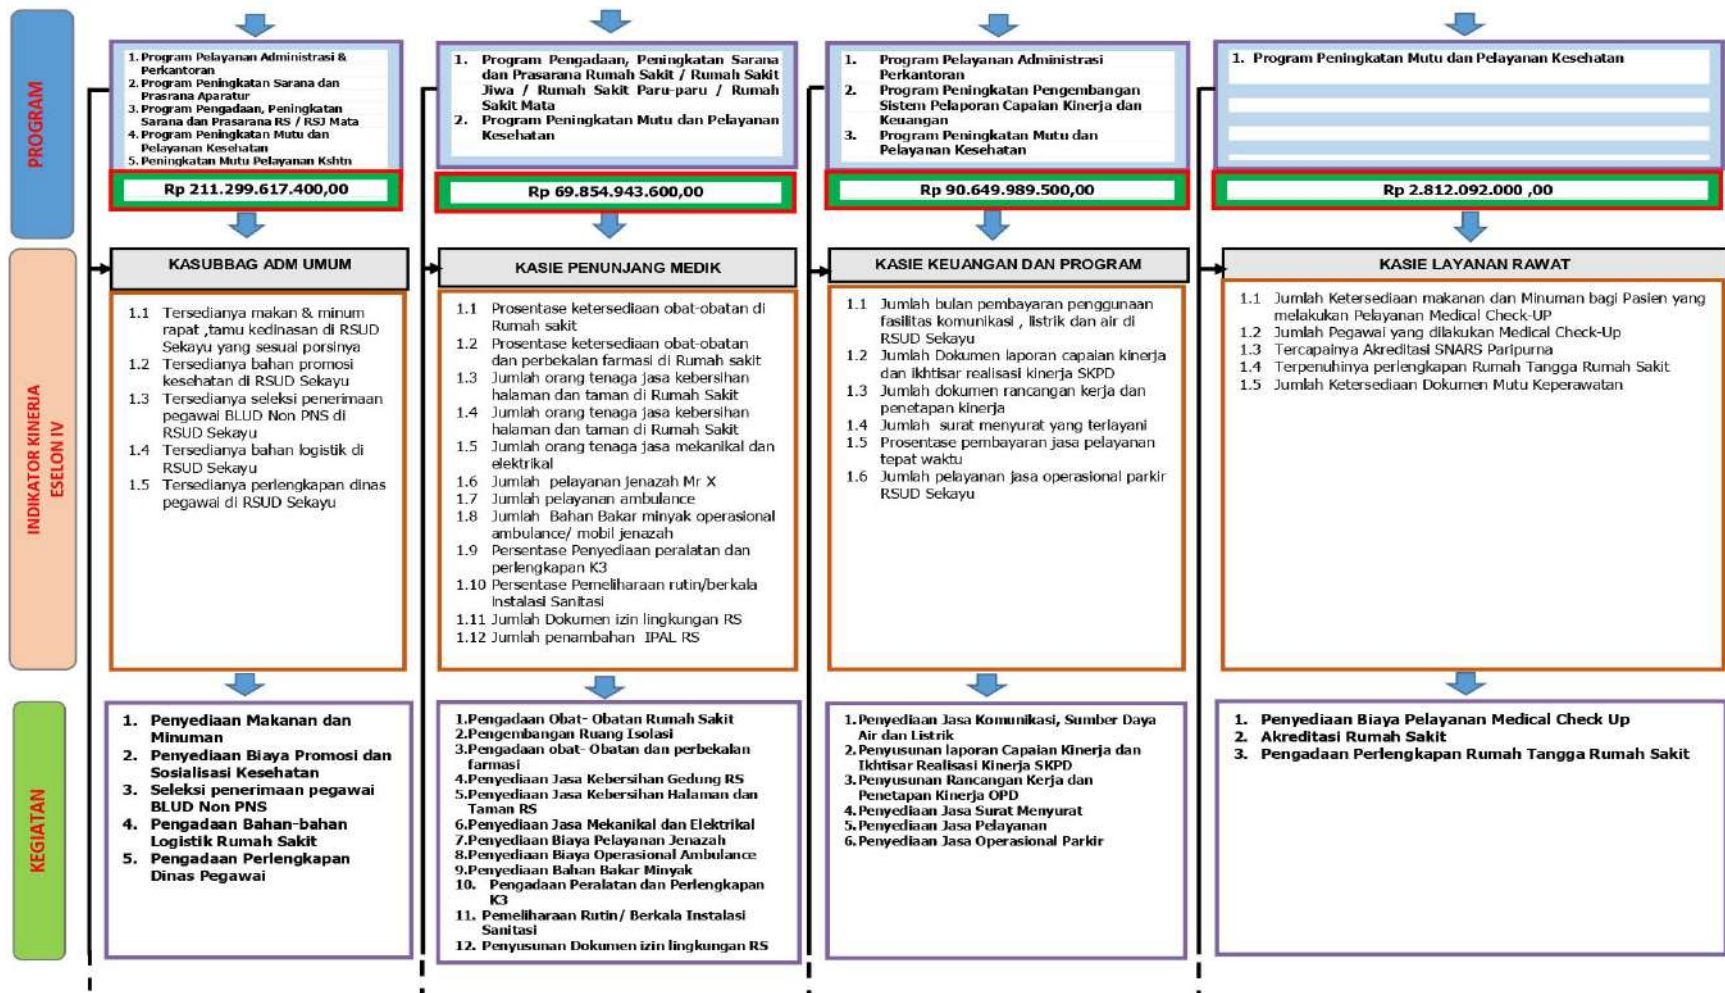 PROGRAM
1. Program Pelayanan Administrasi &
Perkantoran
2. Program Peningkatan Sarana dan
Prasrana Aparatur
3. Program Pengadaan, Peningkatan
Sarana dan Prasarana RS / RSJ Mata
4. Program Peningkatan Mutu dan
Pelayanan Kesehatan
5. Peningkatan Mutu Pelayanan Kshtn
Rp 211.299.617.400,00
1. Program Pengadaan, Peningkatan Sarana
dan Prasarana Rumah Sakit / Rumah Sakit
Jiwa / Rumah Sakit Paru-paru / Rumah
Sakit Mata
2. Program Peningkatan Mutu dan Pelayanan
Kesehatan
Rp 69.854.943.600,00
1. Program Pelayanan Administrasi
Perkantoran
2. Program Peningkatan Pengembangan
Sistem Pelaporan Capaian Kinerja dan
Keuangan
3. Program Peningkatan Mutu dan
Pelayanan Kesehatan
Rp 90.649.989.500,00
1. Program Peningkatan Mutu dan Pelayanan Kesehatan
Rp 2.812.092.000 ,00
INDIKATOR KINERJA
ESELON IV
KASUBBAG ADM UMUM
1.1 Tersedianya makan & minum
rapat ,tamu kedinasan di RSUD
Sekayu yang sesuai porsinya
1.2 Tersedianya bahan promosi
kesehatan di RSUD Sekayu
1.3 Tersedianya seleksi penerimaan
pegawai BLUD Non PNS di
RSUD Sekayu
1.4 Tersedianya bahan logistik di
RSUD Sekayu
1.5 Tersedianya perlengkapan dinas
pegawai di RSUD Sekayu
KASIE PENUNJANG MEDIK
1.1 Prosentase ketersediaan obat-obatan di
Rumah sakit
1.2 Prosentase ketersediaan obat-obatan
dan perbekalan farmasi di Rumah sakit
1.3 Jumlah orang tenaga jasa kebersihan
halaman dan taman di Rumah Sakit
1.4 Jumlah orang tenaga jasa kebersihan
halaman dan taman di Rumah Sakit
1.5 Jumlah orang tenaga jasa mekanikal dan
elektrikal
1.6 Jumlah pelayanan jenazah Mr X
1.7 Jumlah pelayanan ambulance
1.8 Jumlah Bahan Bakar minyak operasional
ambulance/ mobil jenazah
1.9 Persentase Penyediaan peralatan dan
perlengkapan K3
1.10 Persentase Pemeliharaan rutin/berkala
Instalasi Sanitasi
1.11 Jumlah Dokumen izin lingkungan RS
1.12 Jumlah penambahan IPAL RS
KASIE KEUANGAN DAN PROGRAM
1.1 Jumlah bulan pembayaran penggunaan
fasilitas komunikasi , listrik dan air di
RSUD Sekayu
1.2 Jumlah Dokumen laporan capaian kinerja
dan ikhtisar realisasi kinerja SKPD
1.3 Jumlah dokumen rancangan kerja dan
penetapan kinerja
1.4 Jumlah surat menyurat yang terlayani
1.5 Prosentase pembayaran jasa pelayanan
tepat waktu
1.6 Jumlah pelayanan jasa operasional parkir
RSUD Sekayu
KASIE LAYANAN RAWAT
1.1 Jumlah Ketersediaan makanan dan Minuman bagi Pasien yang
melakukan Pelayanan Medical Check-UP
1.2 Jumlah Pegawai yang dilakukan Medical Check-Up
1.3 Tercapainya Akreditasi SNARS Paripurna
1.4 Terpenuhinya perlengkapan Rumah Tangga Rumah Sakit
1.5 Jumlah Ketersediaan Dokumen Mutu Keperawatan
KEGIATAN
1. Penyediaan Makanan dan
Minuman
2. Penyediaan Biaya Promosi dan
Sosialisasi Kesehatan
3. Seleksi penerimaan pegawai
BLUD Non PNS
4. Pengadaan Bahan-bahan
Logistik Rumah Sakit
5. Pengadaan Perlengkapan
Dinas Pegawai
1.Pengadaan Obat- Obatan Rumah Sakit
2.Pengembangan Ruang Isolasi
3.Pengadaan obat- Obatan dan perbekalan
farmasi
4.Penyediaan Jasa Kebersihan Gedung RS
5.Penyediaan Jasa Kebersihan Halaman dan
Taman RS
6.Penyediaan Jasa Mekanikal dan Elektrikal
7.Penyediaan Biaya Pelayanan Jenazah
8.Penyediaan Biaya Operasional Ambulance
9.Penyediaan Bahan Bakar Minyak
10. Pengadaan Peralatan dan Perlengkapan
K3
11. Pemeliharaan Rutin/ Berkala Instalasi
Sanitasi
12. Penyusunan Dokumen izin lingkungan RS
1.Penyediaan Jasa Komunikasi, Sumber Daya
Air dan Listrik
2.Penyusunan laporan Capaian Kinerja dan
Ikhtisar Realisasi Kinerja SKPD
3.Penyusunan Rancangan Kerja dan
Penetapan Kinerja OPD
4.Penyediaan Jasa Surat Menyurat
5.Penyediaan Jasa Pelayanan
6.Penyediaan Jasa Operasional Parkir
1. Penyediaan Biaya Pelayanan Medical Check Up
2. Akreditasi Rumah Sakit
3. Pengadaan Perlengkapan Rumah Tangga Rumah Sakit